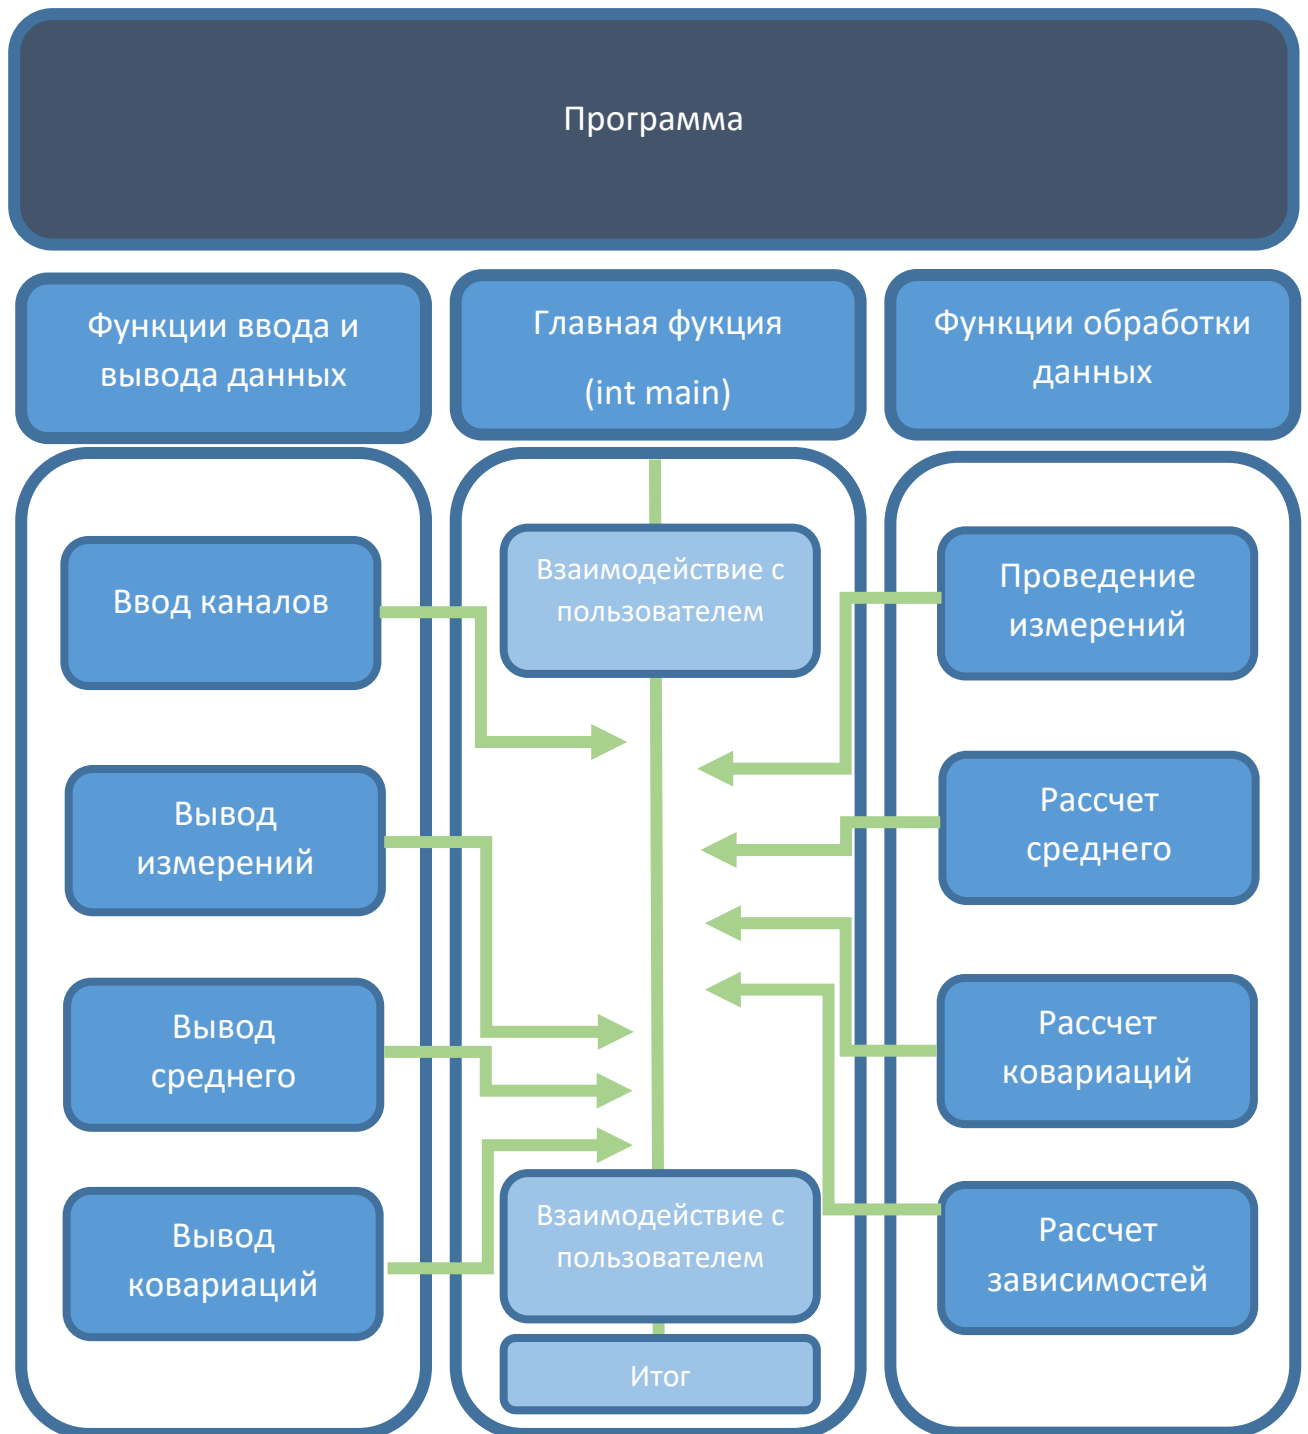 Программа
Функции ввода и
вывода данных
Главная фукция
(int main)
Функции обработки
данных
Ввод каналов
Вывод
измерений
Вывод
среднего
Вывод
ковариаций
Взаимодействие с
пользователем
Взаимодействие с
пользователем
Итог
Проведение
измерений
Рассчет
среднего
Рассчет
ковариаций
Рассчет
зависимостей